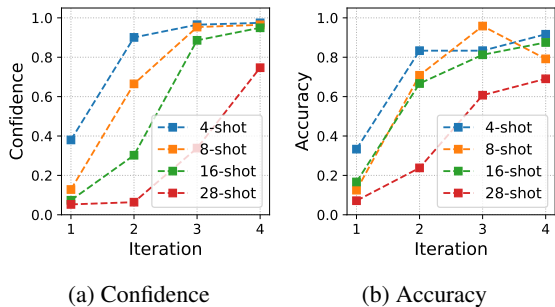 1.0
0.8
0.6
0.4
0.2
0.0
Confidence
4-shot
8-shot
16-shot
28-shot
1 2 3 4
Iteration
(a) Confidence
1.0
0.8
0.6
0.4
0.2
0.0
Accuracy
4-shot
8-shot
16-shot
28-shot
1 2 3 4
Iteration
(b) Accuracy